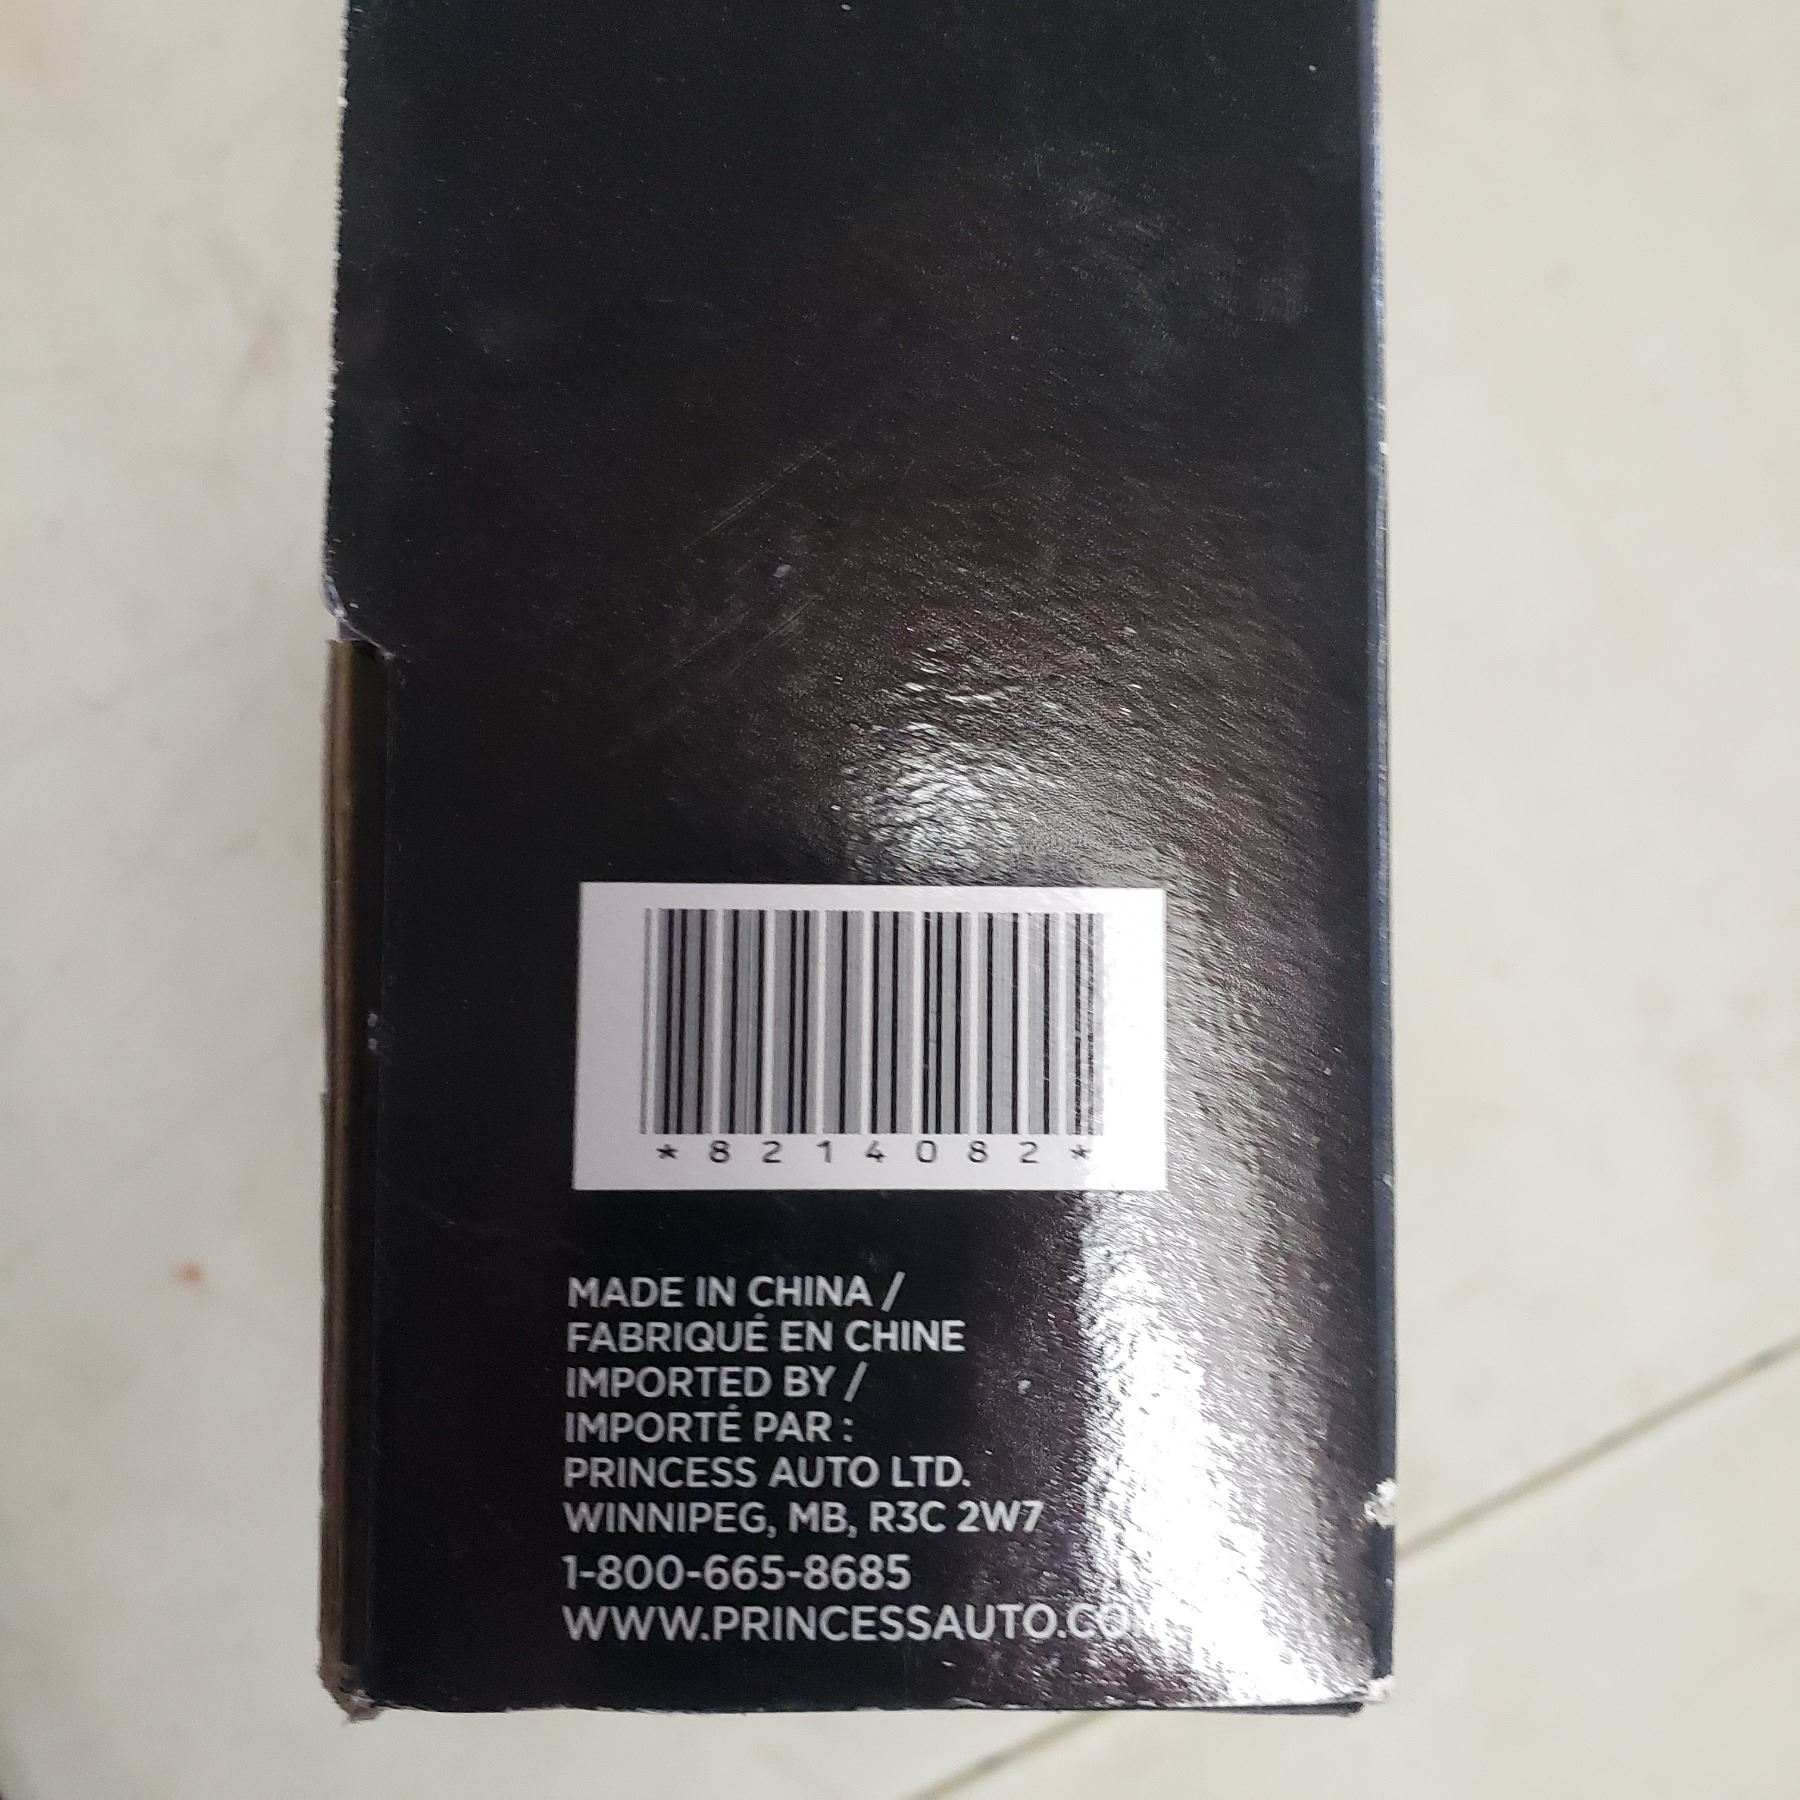 *8214082*
MADE IN CHINA /
FABRIQUÉ EN CHINE
IMPORTED BY /
IMPORTÉ PAR :
PRINCESS AUTO LTD.
WINNIPEG, MB, R3C 2W7
1-800-665-8685
WWW.PRINCESSAUTO.COM